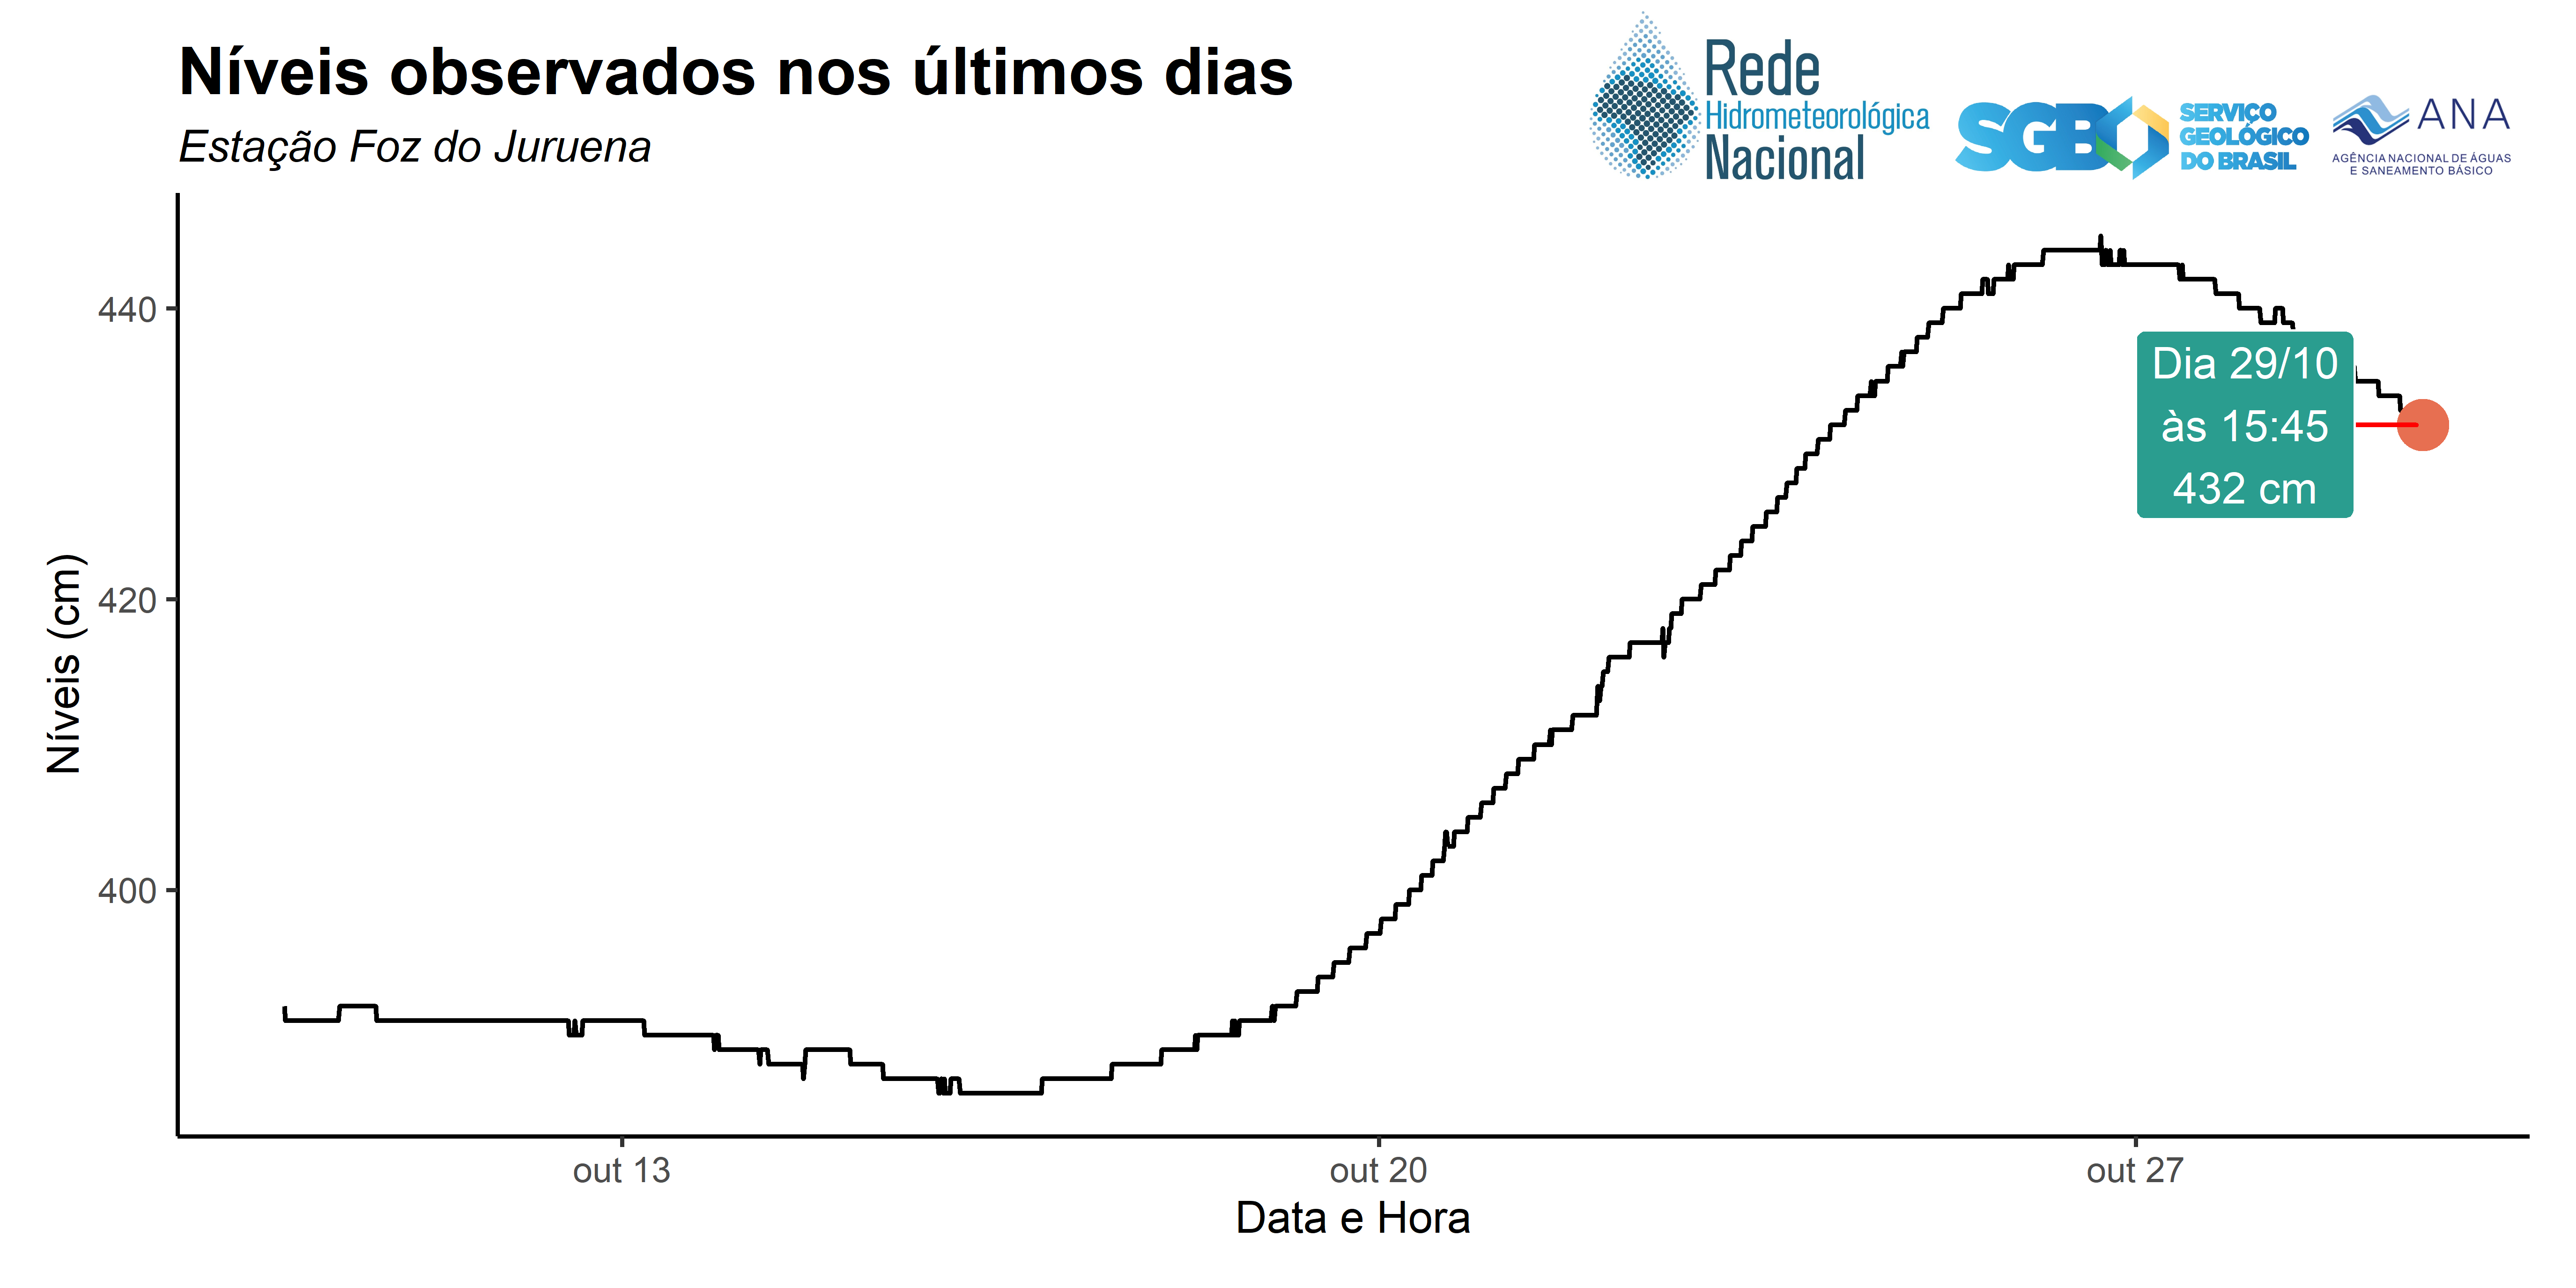 Níveis observados nos últimos dias
Estação Foz do Juruena
Rede
Hidrometeorológica
Nacional
SGB
SERVIÇO
GEOLÓGICO
DO BRASIL
ANA
AGÊNCIA NACIONAL DE ÁGUAS
E SANEAMENTO BÁSICO
Níveis (cm)
440
420
400
Dia 29/10
às 15:45
432 cm
out 13
out 20
out 27
Data e Hora